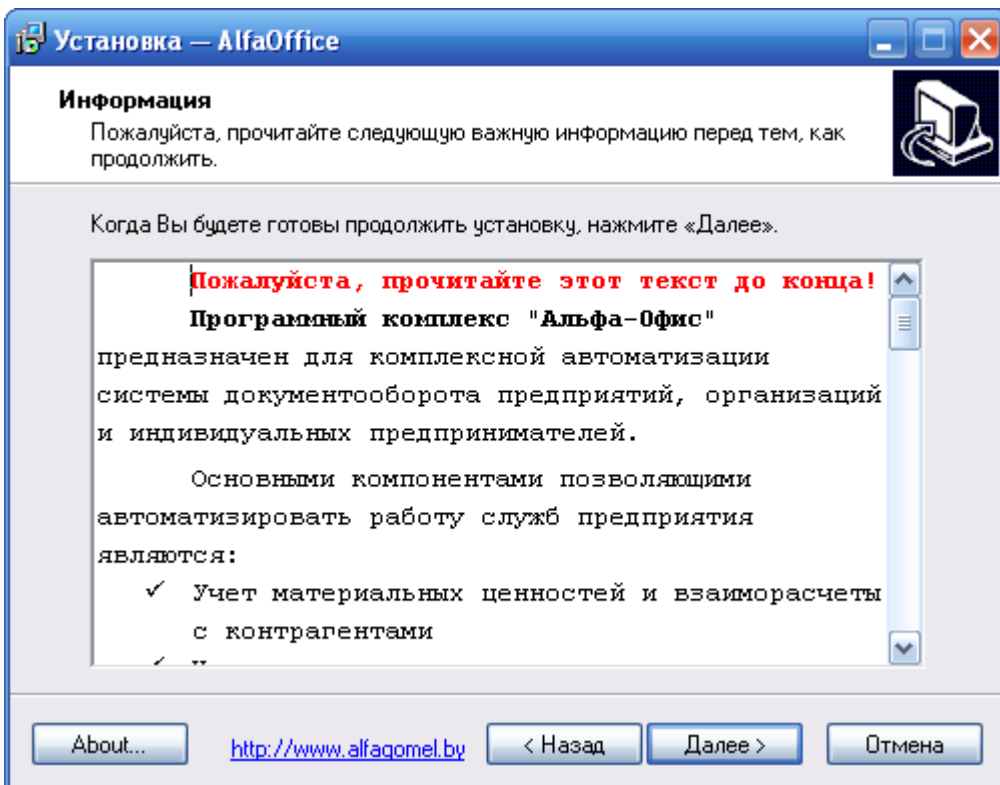 Установка — AlfaOffice
Информация
Пожалуйста, прочитайте следующую важную информацию перед тем, как
продолжить.
Когда Вы будете готовы продолжить установку, нажмите «Далее».
Пожалуйста, прочитайте этот текст до конца!
Программный комплекс "Альфа-Офис"
предназначен для комплексной автоматизации
системы документооборота предприятий, организаций
и индивидуальных предпринимателей.
Основными компонентами позволяющими
автоматизировать работу служб предприятия
являются:
✓ Учет материальных ценностей и взаиморасчеты
с контрагентами
About...
http://www.alfagomel.by
< Назад
Далее >
Отмена